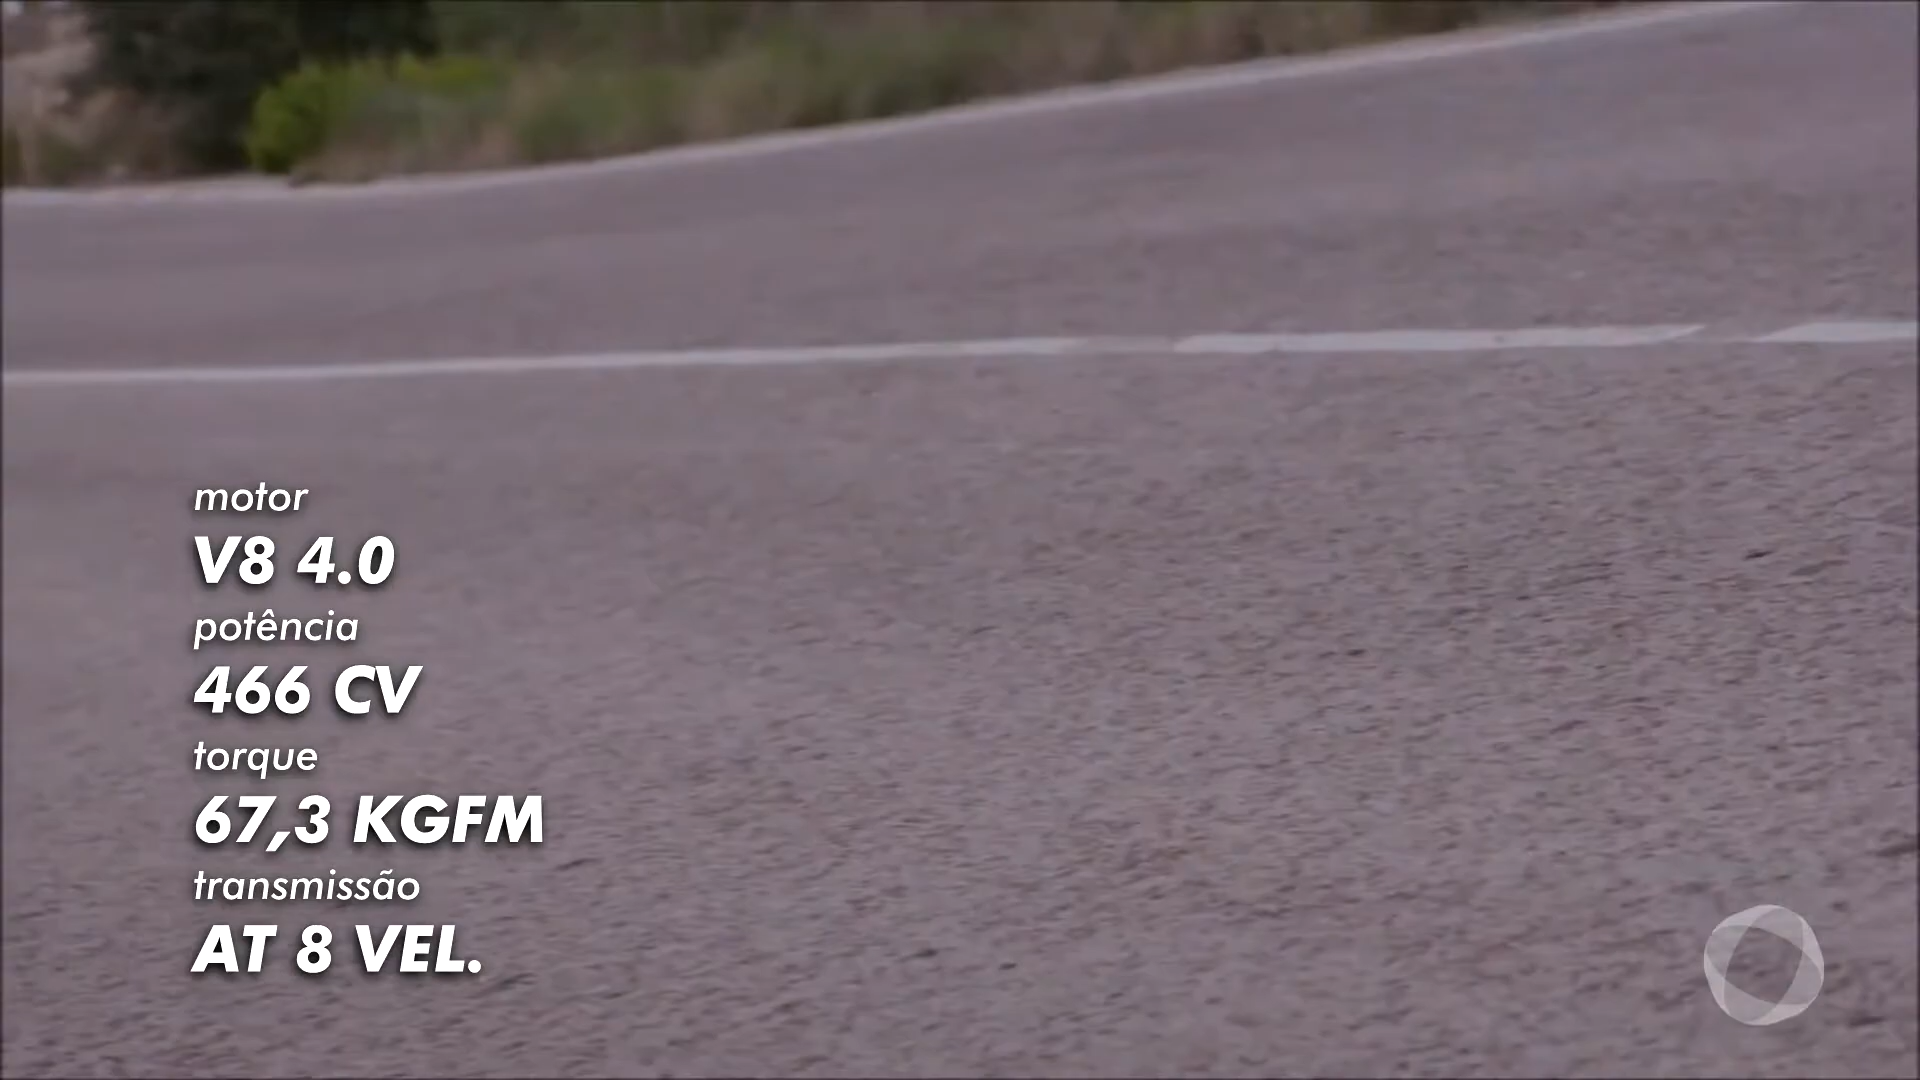 motor
V8 4.0
potência
466 CV
torque
67,3 KGFM
transmissão
AT 8 VEL.